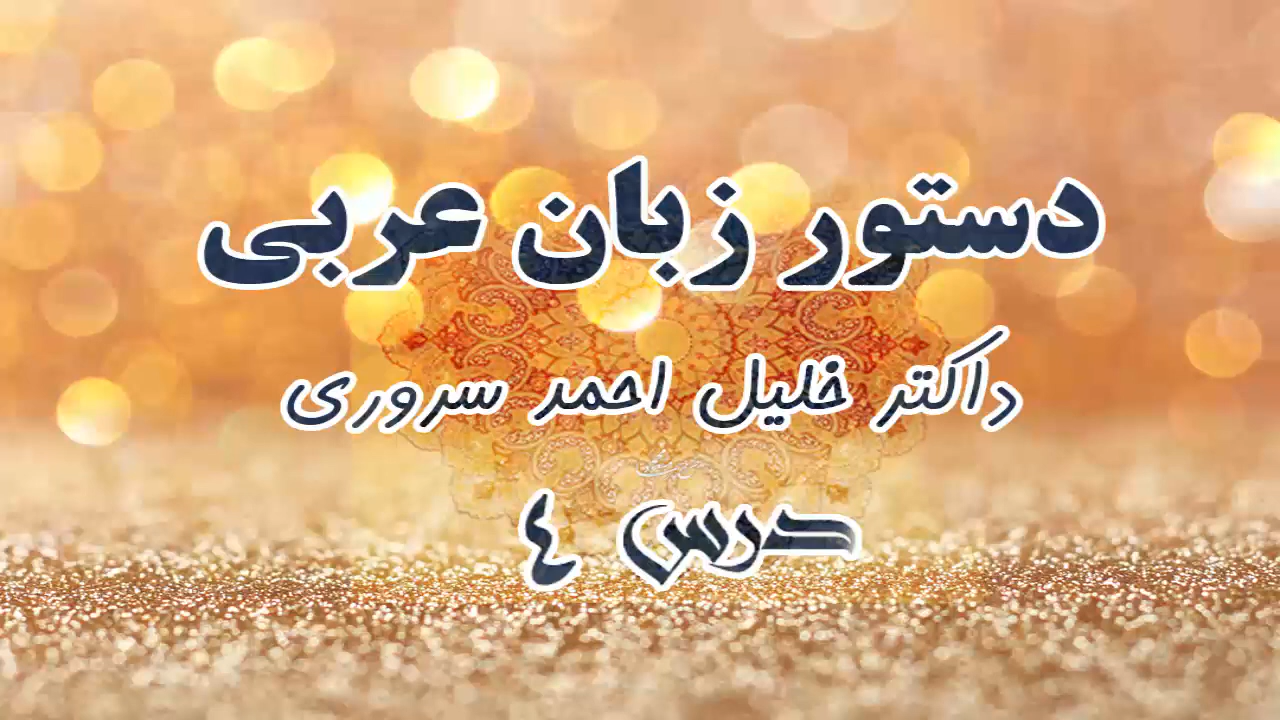 دستور زبان عربی
داکتر خلیل احمد سروری
درس ٤